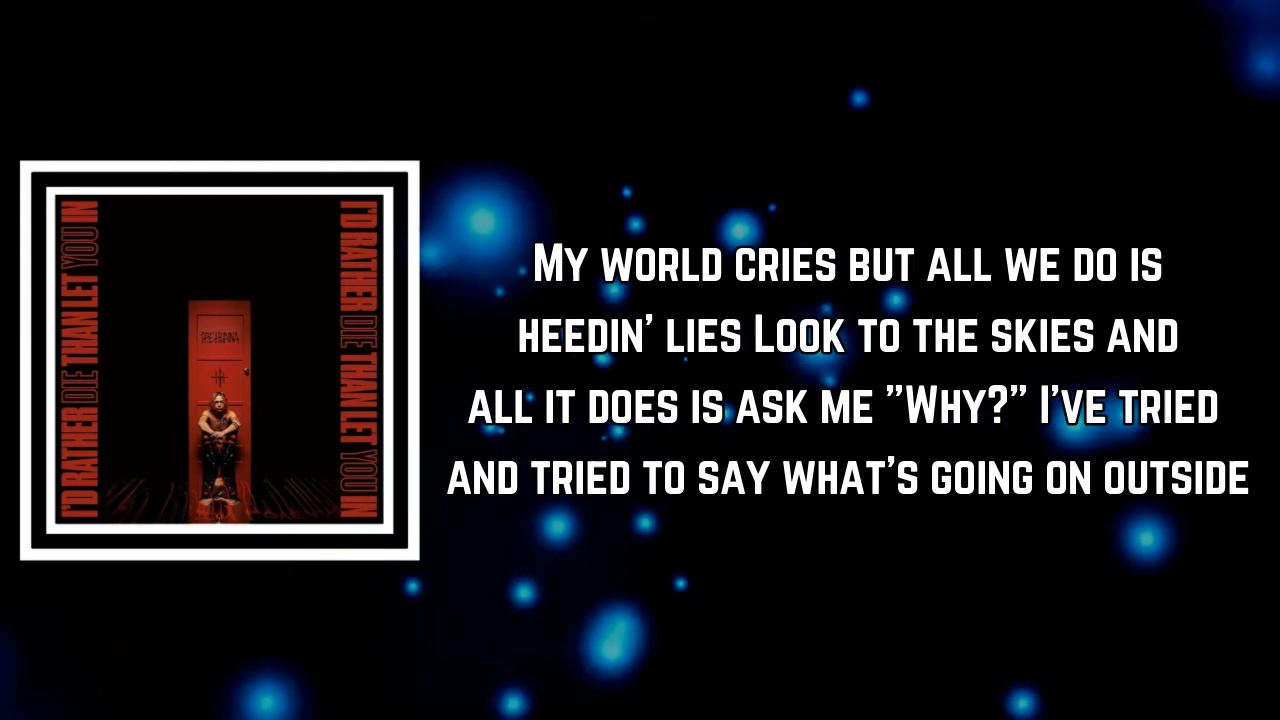 I'D RATHER DIE THAN LET YOU IN
I'D RATHER DIE THAN LET YOU IN
THE HUNNA
My world cries but all we do is
heedin' lies Look to the skies and
all it does is ask me "Why?" I've tried
and tried to say what's going on outside